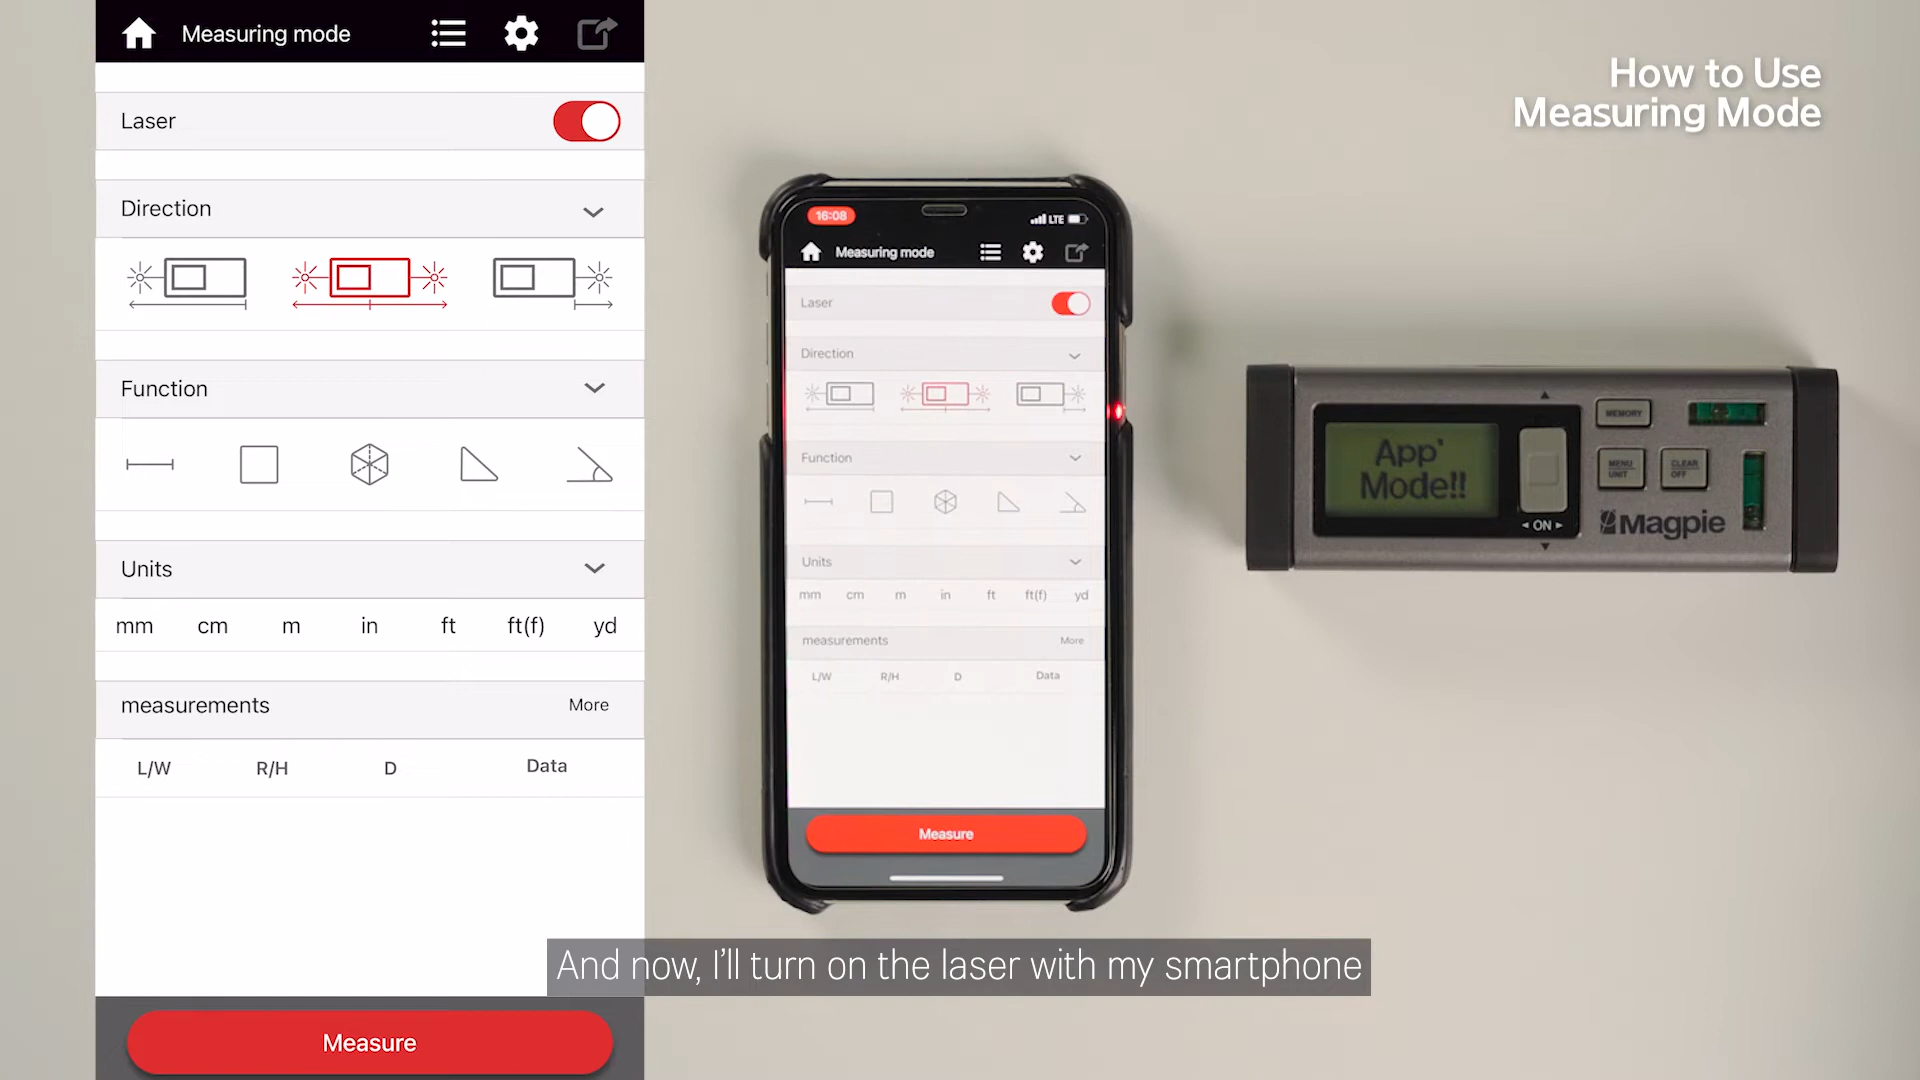 Measuring mode
Laser
Direction
Function
Units
mm cm m in ft ft(f) yd
measurements More
L/W R/H D Data
Measure
How to Use
Measuring Mode
16:08
LTE
Measuring mode
Laser
Direction
Function
Units
mm cm m in ft ft(f) yd
measurements More
L/W R/H D Data
Measure
App'
Mode!!
ON
MEMORY
MENU
UNIT
CLEAR
OFF
Magpie
And now, I'll turn on the laser with my smartphone